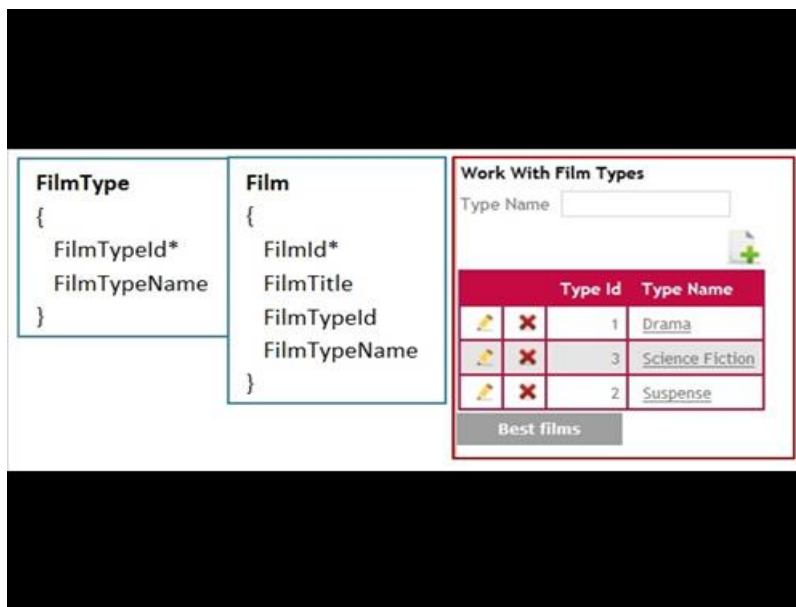 FilmType
{
FilmTypeId*
FilmTypeName
}
Film
{
FilmId*
FilmTitle
FilmTypeId
FilmTypeName
}
Work With Film Types
Type Name
Type Id Type Name
1 Drama
3 Science Fiction
2 Suspense
Best films